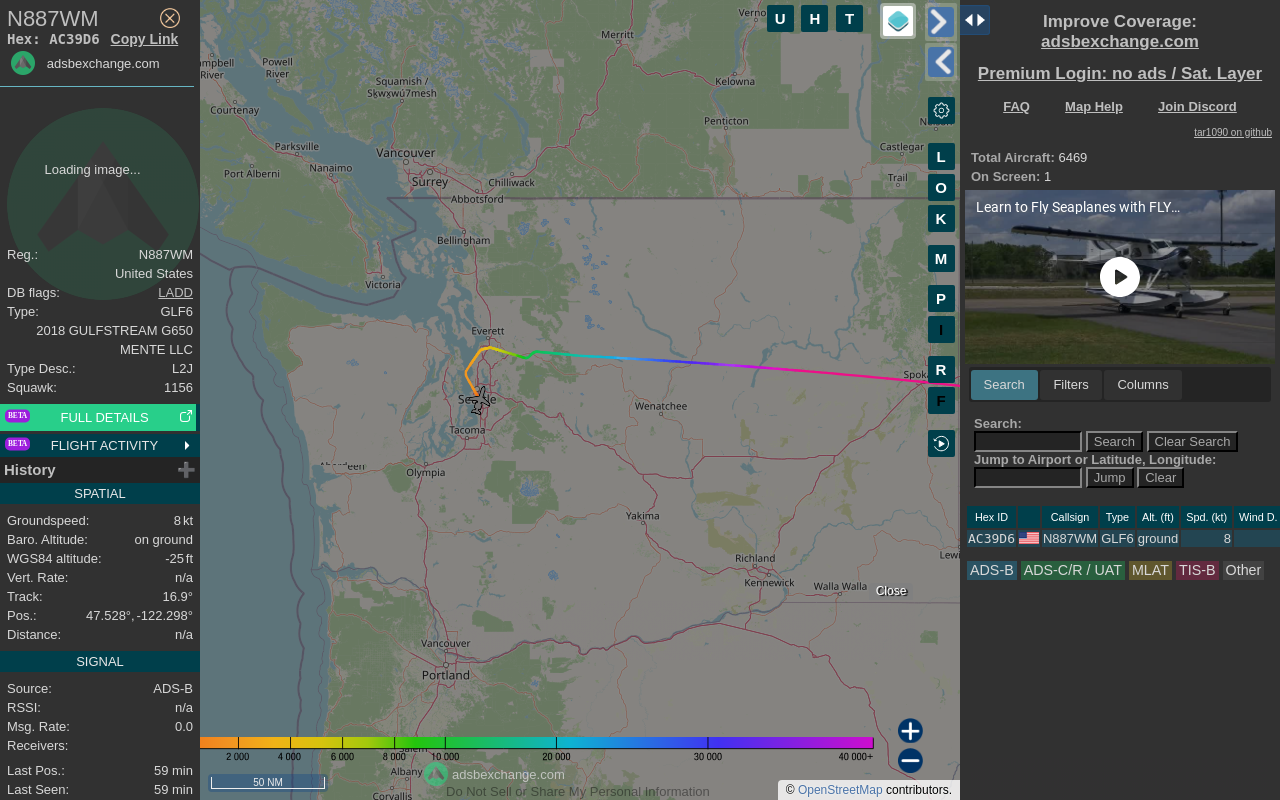 N887WM
Hex: AC39D6 Copy Link
adsbexchange.com
Loading image...
Reg.: N887WM
United States
DB flags: LADD
Type: GLF6
2018 GULFSTREAM G650
MENTE LLC
Type Desc.: L2J
Squawk: 1156
BETA FULL DETAILS
BETA FLIGHT ACTIVITY
History
SPATIAL
Groundspeed: 8 kt
Baro. Altitude: on ground
WGS84 altitude: -25 ft
Vert. Rate: n/a
Track: 16.9°
Pos.: 47.528°, -122.298°
Distance: n/a
SIGNAL
Source: ADS-B
RSSI: n/a
Msg. Rate: 0.0
Receivers:
Last Pos.: 59 min
Last Seen: 59 min
U H T
L
O
K
M
P
I
R
F
Merritt
Powell
River
River
Squamish /
Sḵwx̱wú7mesh
Kelowna
Courtenay
Penticton
Parksville
Vancouver
Castlegar
Nanaimo
Port Alberni
Surrey
Chilliwack
Trail
Abbotsford
Bellingham
Victoria
Everett
Wenatchee
Tacoma
Aberdeen
Olympia
Yakima
Richland
Kennewick
Walla Walla
Close
Vancouver
Portland
Albany
Corvallis
2 000 4 000 6 000 8 000 10 000 20 000 30 000 40 000+
50 NM
adsbexchange.com
Do Not Sell or Share My Personal Information
© OpenStreetMap contributors.
Improve Coverage:
adsbexchange.com
Premium Login: no ads / Sat. Layer
FAQ Map Help Join Discord
tar1090 on github
Total Aircraft: 6469
On Screen: 1
Learn to Fly Seaplanes with FLY…
Search Filters Columns
Search:
Search Clear Search
Jump to Airport or Latitude, Longitude:
Jump Clear
Hex ID Callsign Type Alt. (ft) Spd. (kt) Wind D.
AC39D6 N887WM GLF6 ground 8
ADS-B ADS-C/R / UAT MLAT TIS-B Other